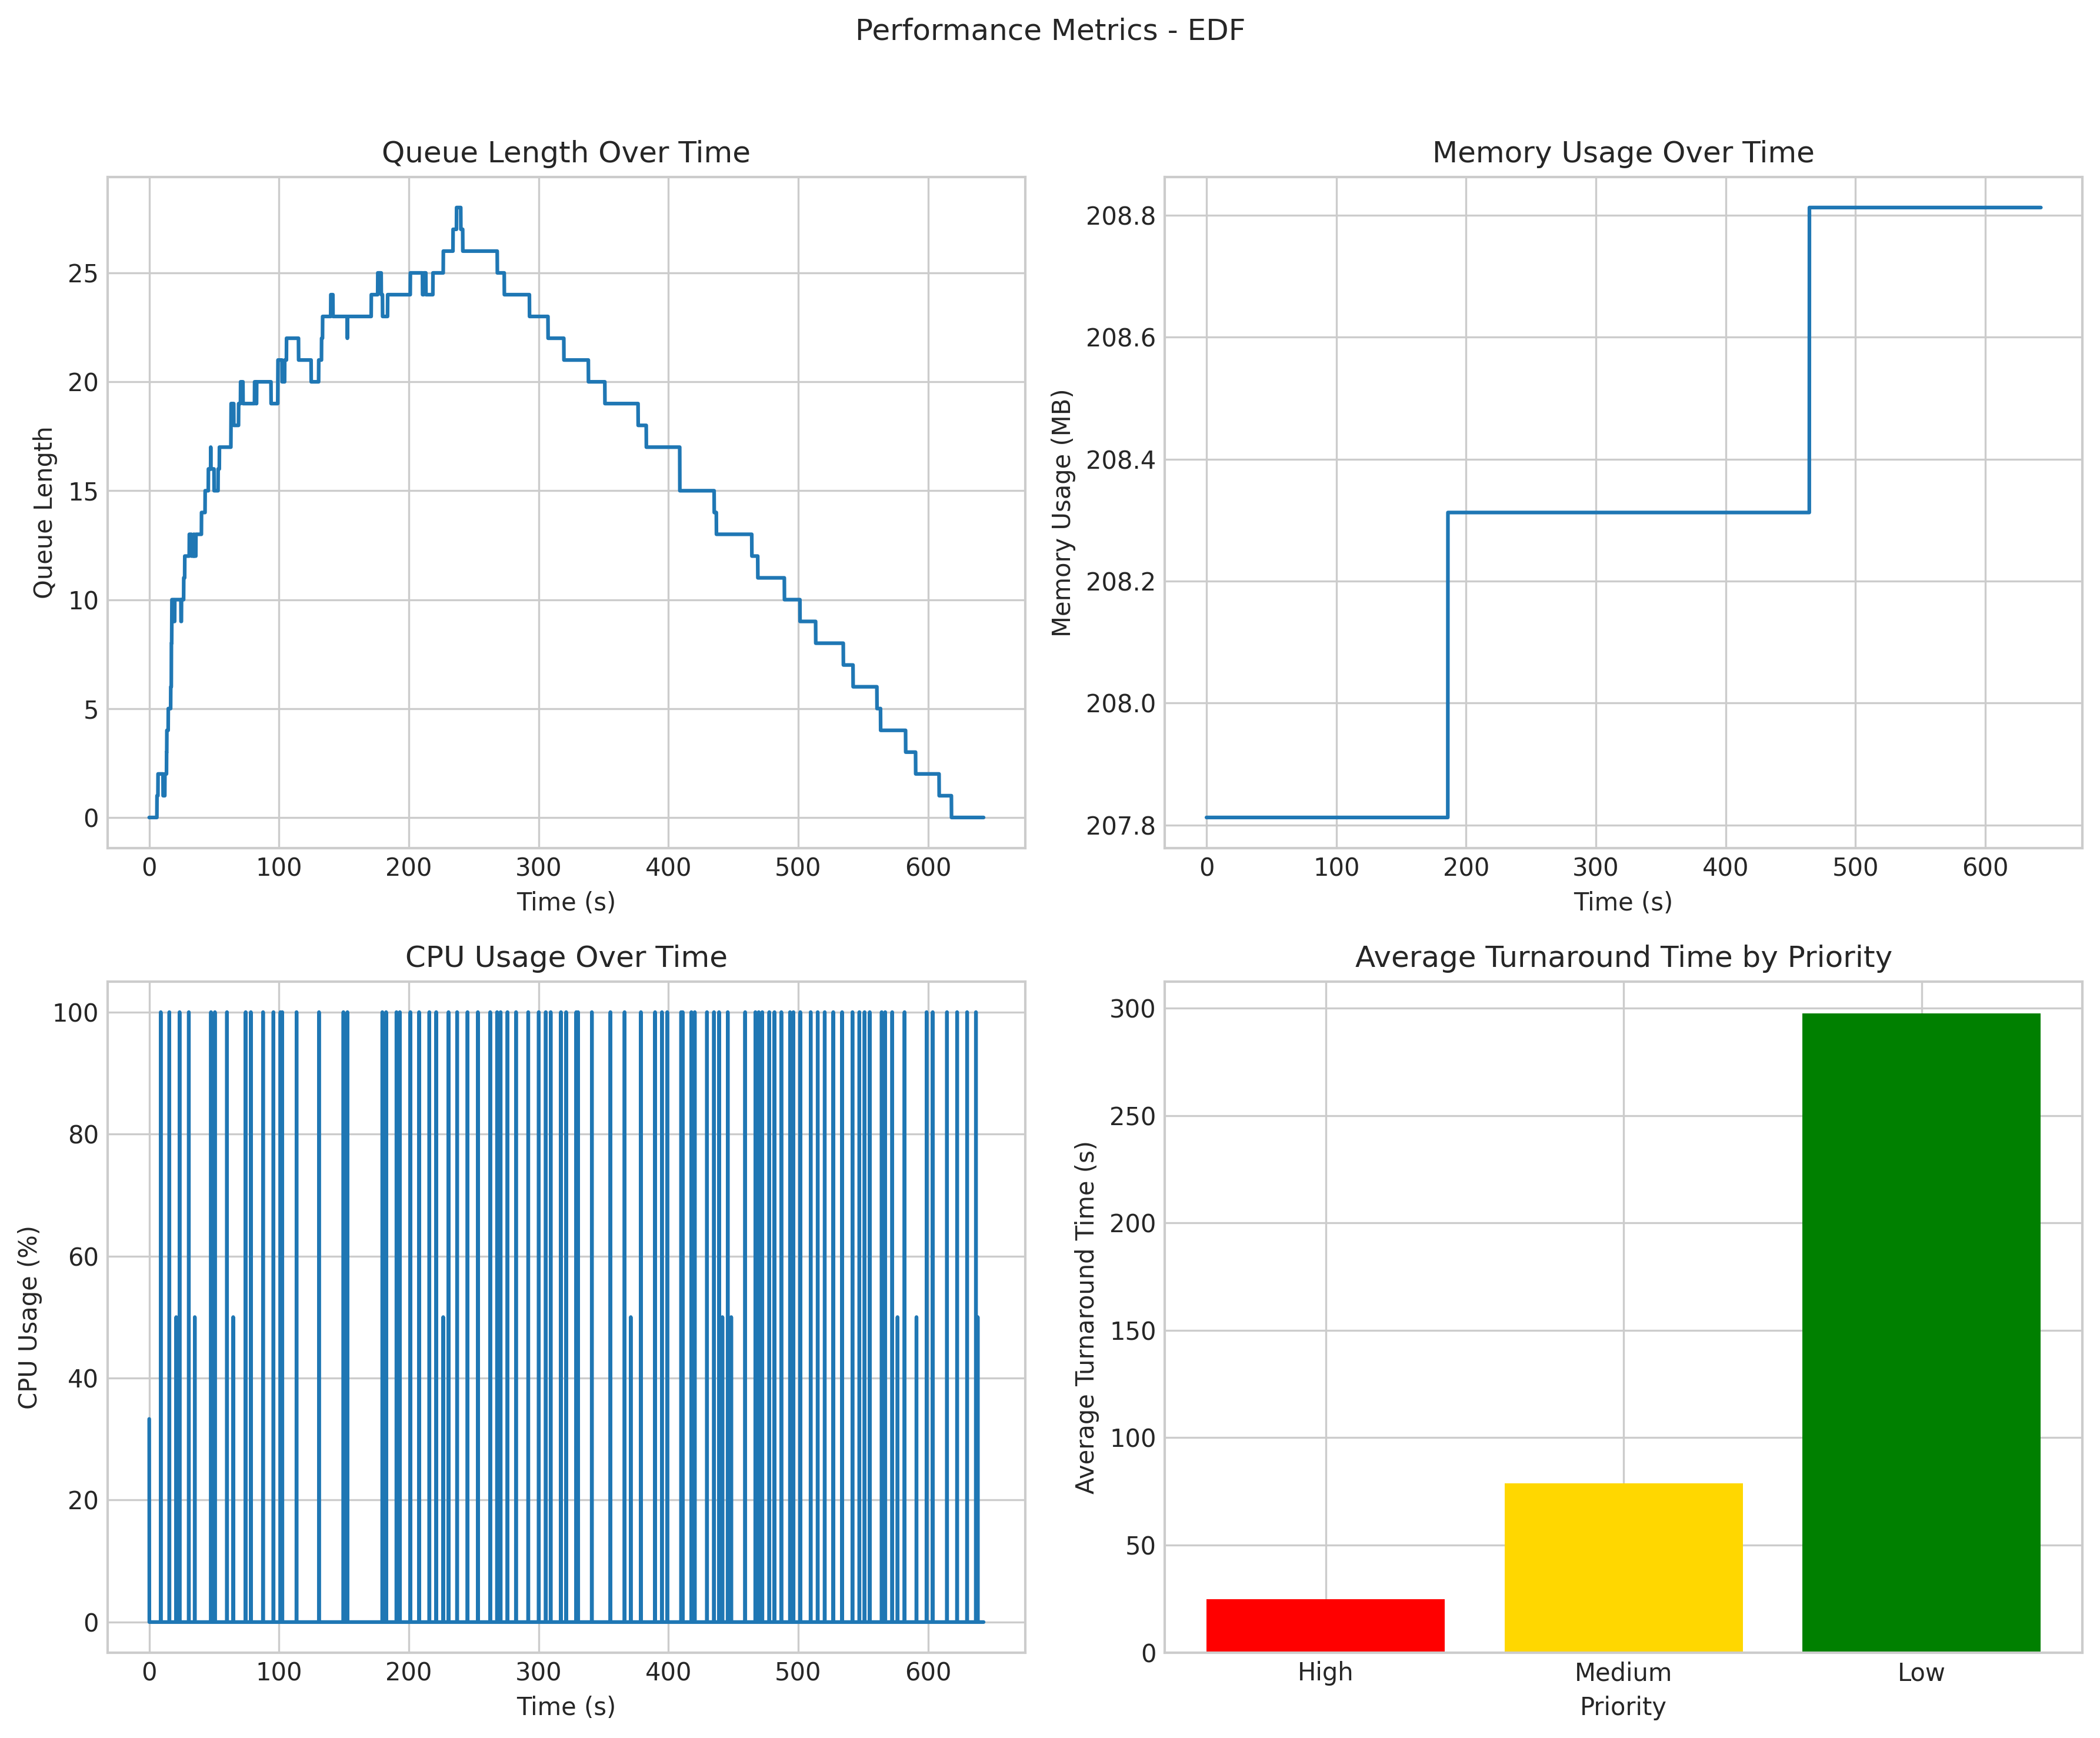 Performance Metrics - EDF
Queue Length Over Time
Queue Length
25
20
15
10
5
0
0 100 200 300 400 500 600
Time (s)
Memory Usage Over Time
Memory Usage (MB)
208.8
208.6
208.4
208.2
208.0
207.8
0 100 200 300 400 500 600
Time (s)
CPU Usage Over Time
CPU Usage (%)
100
80
60
40
20
0
0 100 200 300 400 500 600
Time (s)
Average Turnaround Time by Priority
Average Turnaround Time (s)
300
250
200
150
100
50
0
High Medium Low
Priority